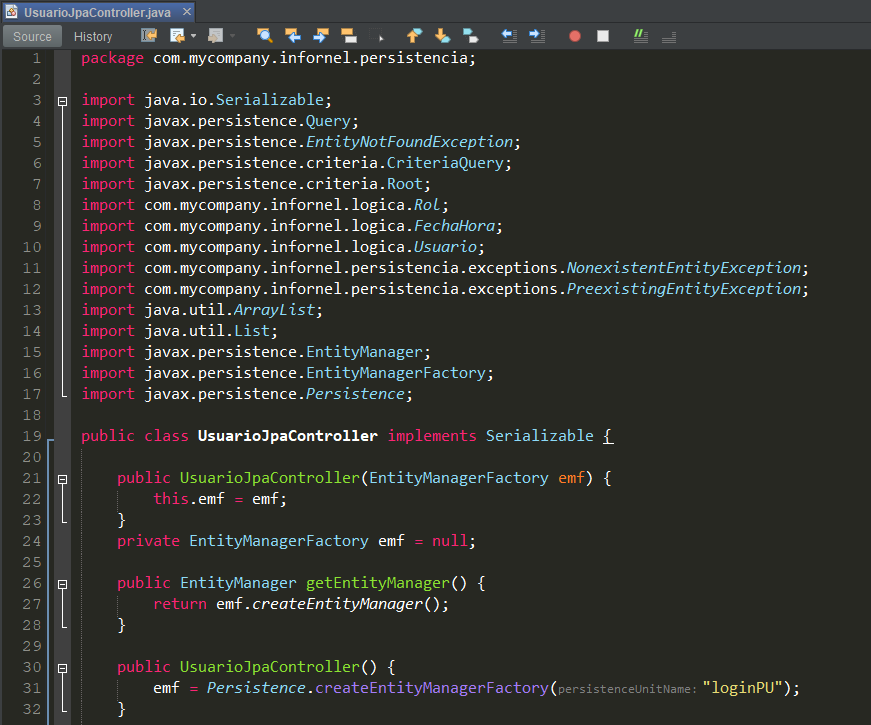 UsuarioJpaController.java
Source History
1 package com.mycompany.infornel.persistencia;
2
3 import java.io.Serializable;
4 import javax.persistence.Query;
5 import javax.persistence.EntityNotFoundException;
6 import javax.persistence.criteria.CriteriaQuery;
7 import javax.persistence.criteria.Root;
8 import com.mycompany.infornel.logica.Rol;
9 import com.mycompany.infornel.logica.FechaHora;
10 import com.mycompany.infornel.logica.Usuario;
11 import com.mycompany.infornel.persistencia.exceptions.NonexistentEntityException;
12 import com.mycompany.infornel.persistencia.exceptions.PreexistingEntityException;
13 import java.util.ArrayList;
14 import java.util.List;
15 import javax.persistence.EntityManager;
16 import javax.persistence.EntityManagerFactory;
17 import javax.persistence.Persistence;
18
19 public class UsuarioJpaController implements Serializable {
20
21 public UsuarioJpaController(EntityManagerFactory emf) {
22 this.emf = emf;
23 }
24 private EntityManagerFactory emf = null;
25
26 public EntityManager getEntityManager() {
27 return emf.createEntityManager();
28 }
29
30 public UsuarioJpaController() {
31 emf = Persistence.createEntityManagerFactory(persistenceUnitName: "loginPU");
32 }